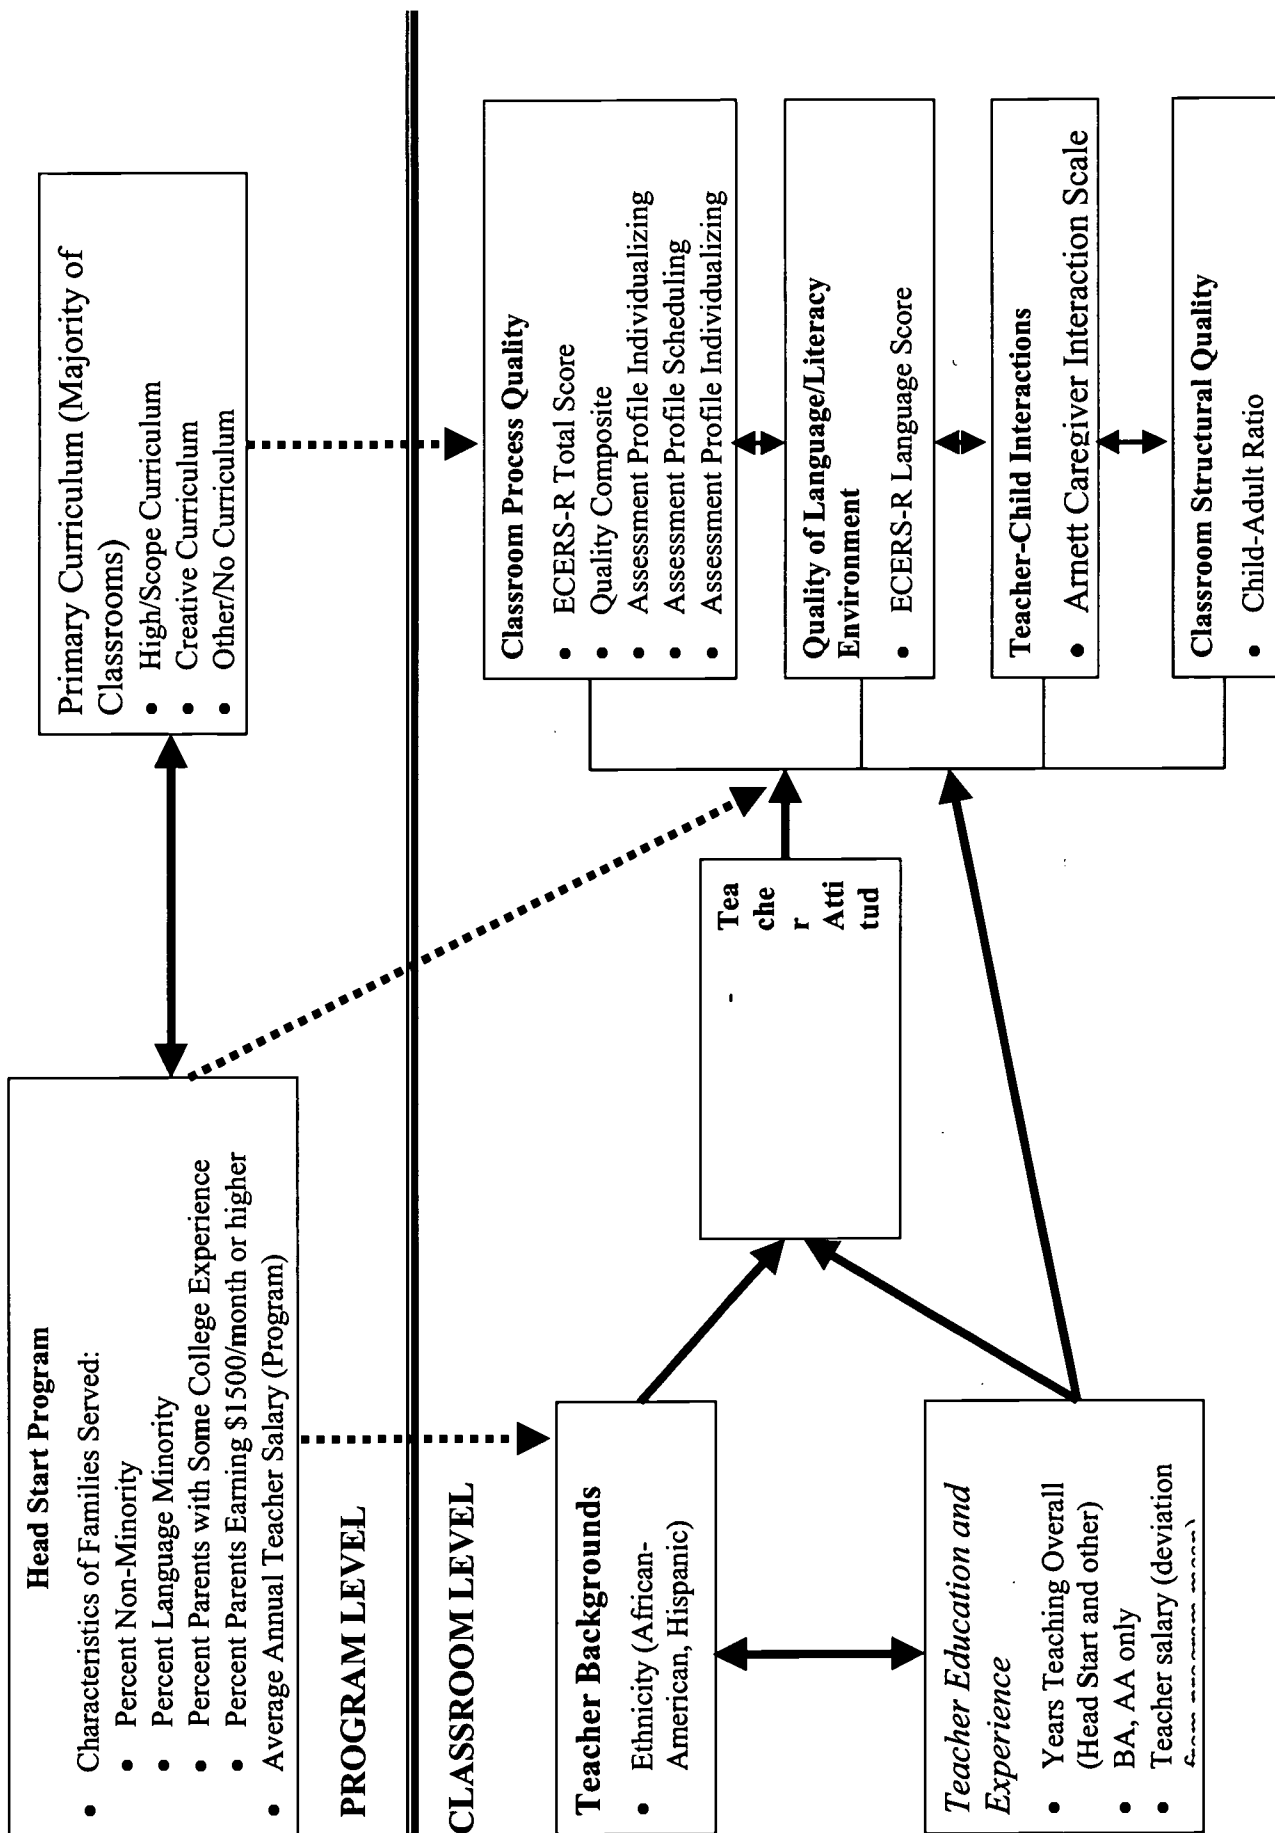 Head Start Program
• Characteristics of Families Served:
• Percent Non-Minority
• Percent Language Minority
• Percent Parents with Some College Experience
• Percent Parents Earning $1500/month or higher
• Average Annual Teacher Salary (Program)
Primary Curriculum (Majority of
Classrooms)
• High/Scope Curriculum
• Creative Curriculum
• Other/No Curriculum
PROGRAM LEVEL
CLASSROOM LEVEL
Teacher Backgrounds
• Ethnicity (African-
American, Hispanic)
Teacher Education and
Experience
• Years Teaching Overall
(Head Start and other)
• BA, AA only
• Teacher salary (deviation
from program mean)
Tea
che
r
Atti
tud
Classroom Process Quality
• ECERS-R Total Score
• Quality Composite
• Assessment Profile Individualizing
• Assessment Profile Scheduling
• Assessment Profile Individualizing
Quality of Language/Literacy
Environment
• ECERS-R Language Score
Teacher-Child Interactions
• Arnett Caregiver Interaction Scale
Classroom Structural Quality
• Child-Adult Ratio